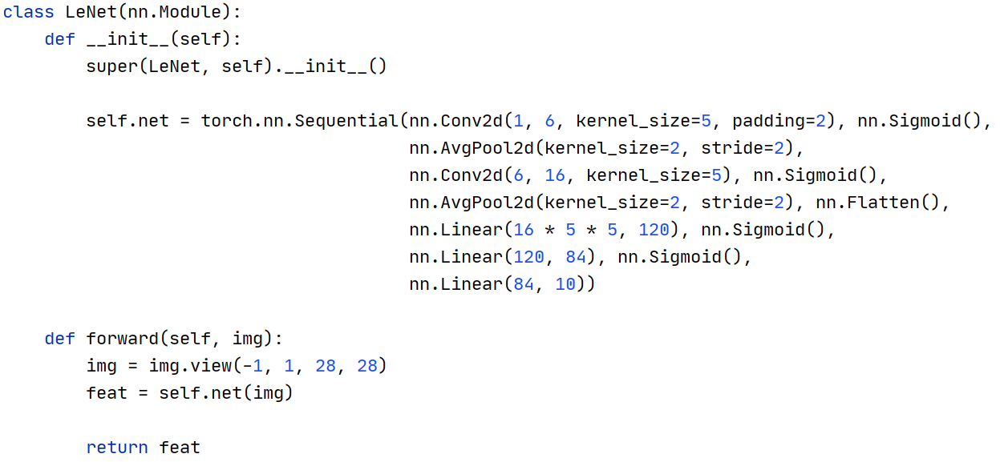 class LeNet(nn.Module):
    def __init__(self):
        super(LeNet, self).__init__()

        self.net = torch.nn.Sequential(nn.Conv2d(1, 6, kernel_size=5, padding=2), nn.Sigmoid(),
                                       nn.AvgPool2d(kernel_size=2, stride=2),
                                       nn.Conv2d(6, 16, kernel_size=5), nn.Sigmoid(),
                                       nn.AvgPool2d(kernel_size=2, stride=2), nn.Flatten(),
                                       nn.Linear(16 * 5 * 5, 120), nn.Sigmoid(),
                                       nn.Linear(120, 84), nn.Sigmoid(),
                                       nn.Linear(84, 10))

    def forward(self, img):
        img = img.view(-1, 1, 28, 28)
        feat = self.net(img)

        return feat